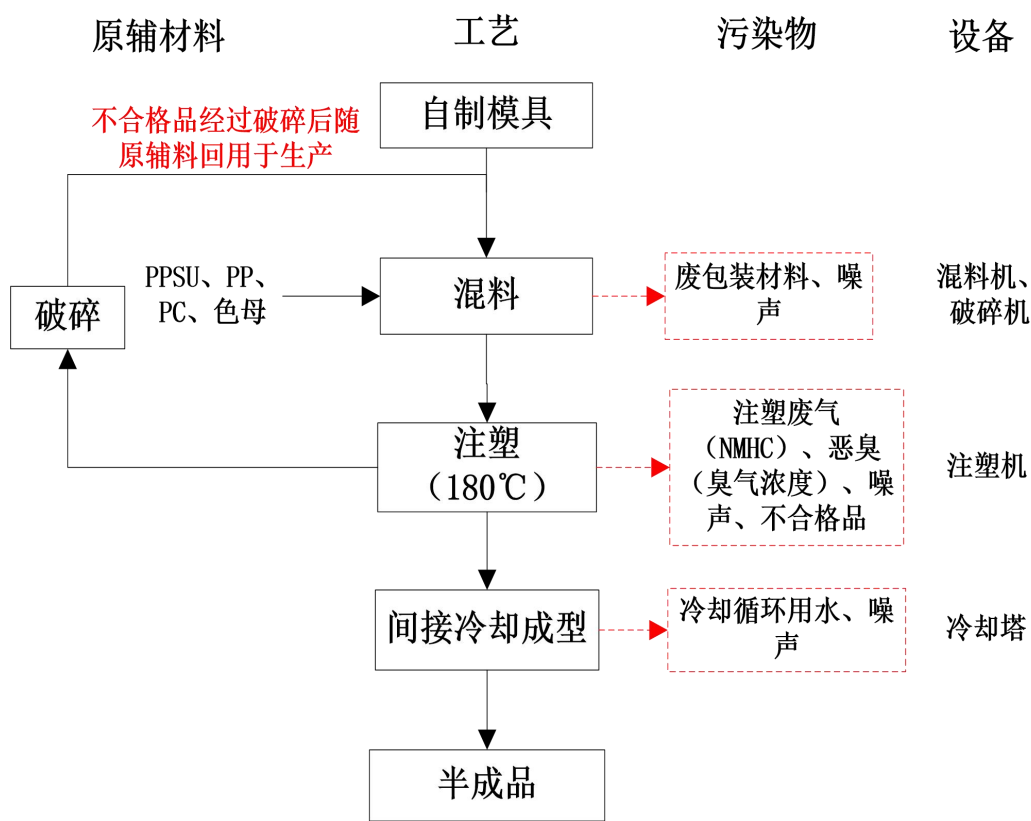 原辅材料
工艺
污染物
设备
自制模具
不合格品经过破碎后随
原辅料回用于生产
破碎
PPSU、PP、
PC、色母
混料
废包装材料、噪
声
混料机、
破碎机
注塑
（180℃）
注塑废气
（NMHC）、恶臭
（臭气浓度）、噪
声、不合格品
注塑机
间接冷却成型
冷却循环用水、噪
声
冷却塔
半成品